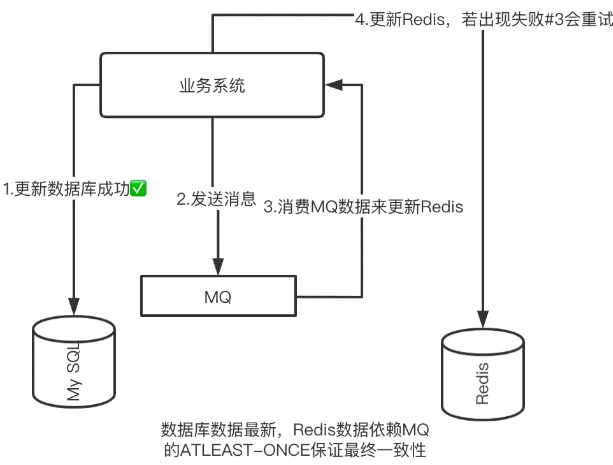 4.更新Redis，若出现失败#3会重试
业务系统
1.更新数据库成功✅
2.发送消息
3.消费MQ数据来更新Redis
MQ
My SQL
Redis
数据库数据最新，Redis数据依赖MQ
的ATLEAST-ONCE保证最终一致性